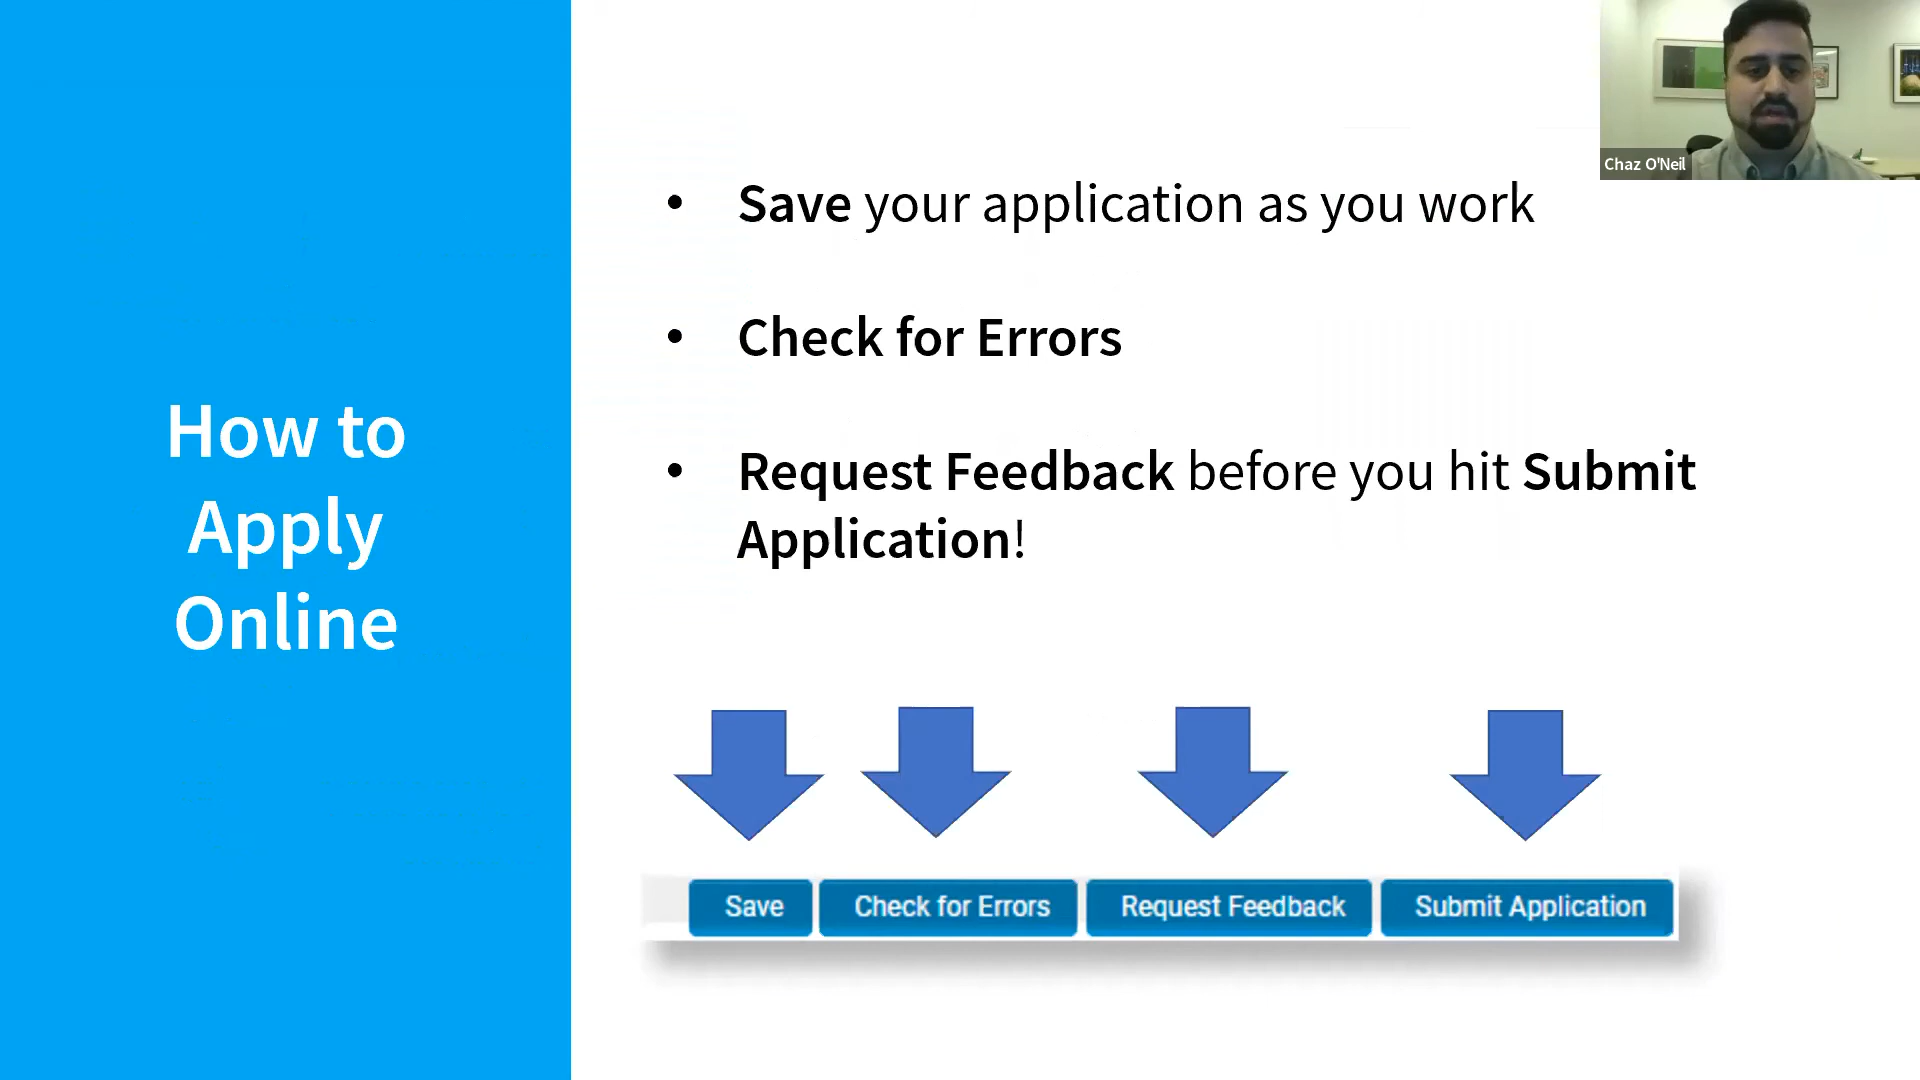 How to
Apply
Online
• Save your application as you work
• Check for Errors
• Request Feedback before you hit Submit
Application!
Save Check for Errors Request Feedback Submit Application
Chaz O'Neil